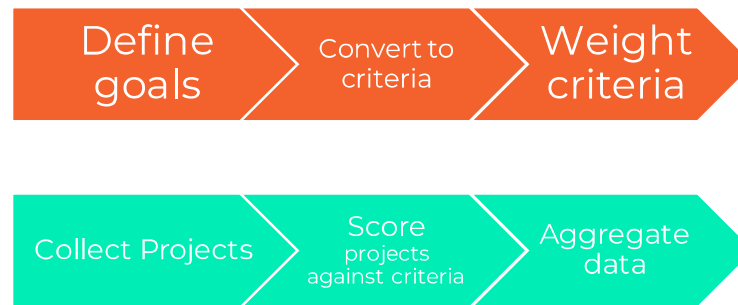 Define
goals
Convert to
criteria
Weight
criteria
Collect Projects
Score
projects
against criteria
Aggregate
data